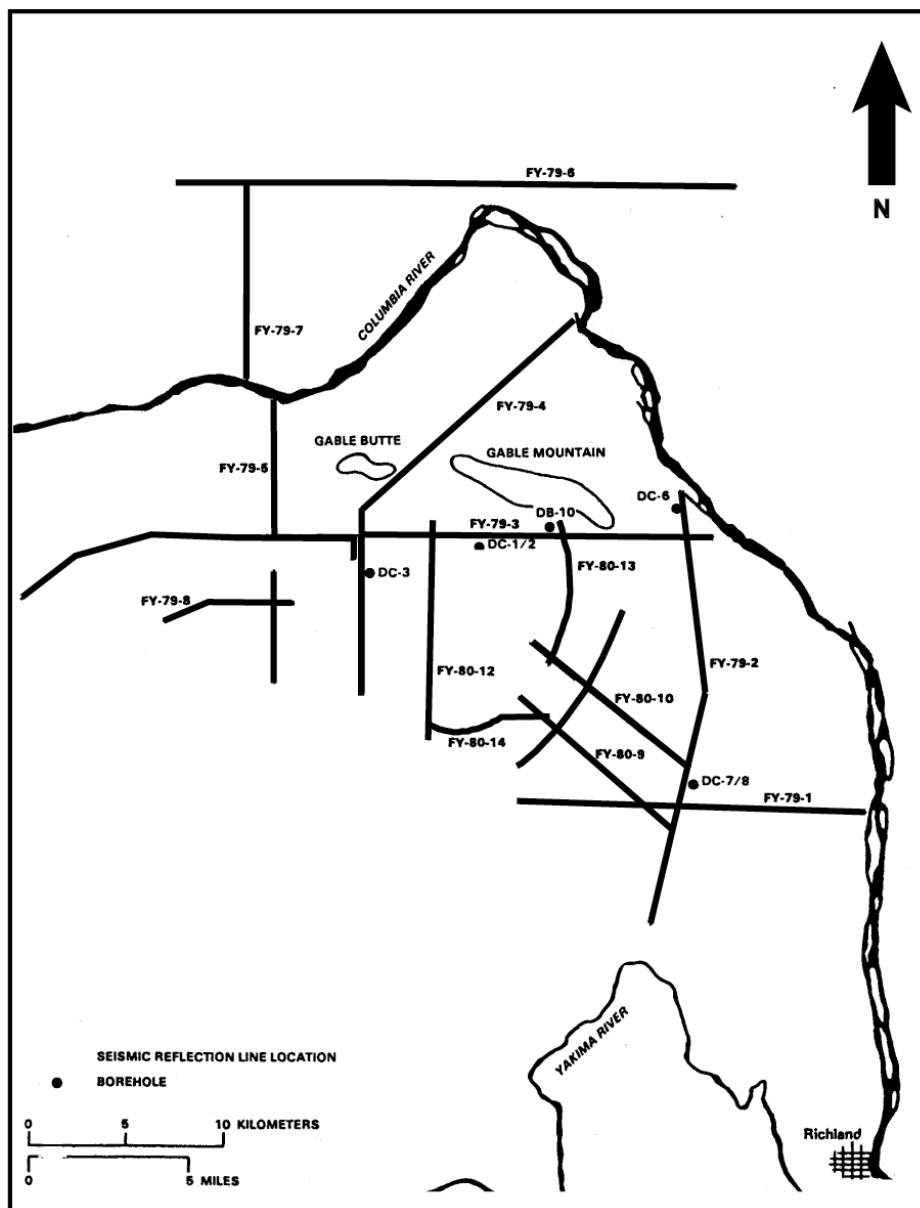 FY-79-6
N
COLUMBIA RIVER
FY-79-7
FY-79-4
GABLE BUTTE
GABLE MOUNTAIN
FY-79-5
DC-6
DB-10
FY-79-3
DC-1/2
FY-80-13
DC-3
FY-79-8
FY-79-2
FY-80-12
FY-80-10
FY-80-14
FY-80-9
DC-7/8
FY-79-1
YAKIMA RIVER
SEISMIC REFLECTION LINE LOCATION
BOREHOLE
0 5 10 KILOMETERS
0 5 MILES
Richland